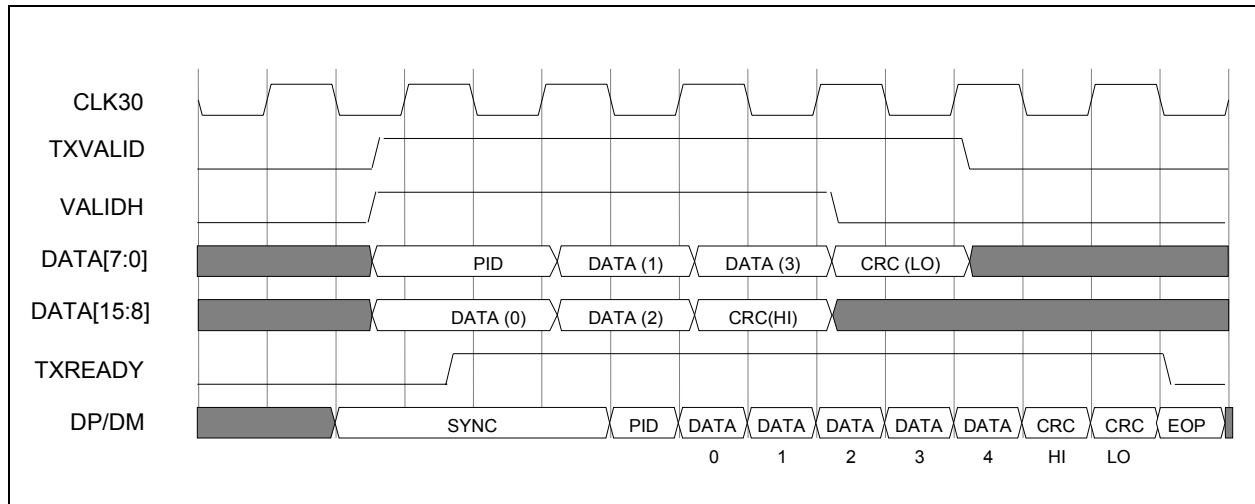 CLK30
TXVALID
VALIDH
DATA[7:0] PID DATA (1) DATA (3) CRC (LO)
DATA[15:8] DATA (0) DATA (2) CRC(HI)
TXREADY
DP/DM SYNC PID DATA DATA DATA DATA DATA CRC CRC EOP
0 1 2 3 4 HI LO